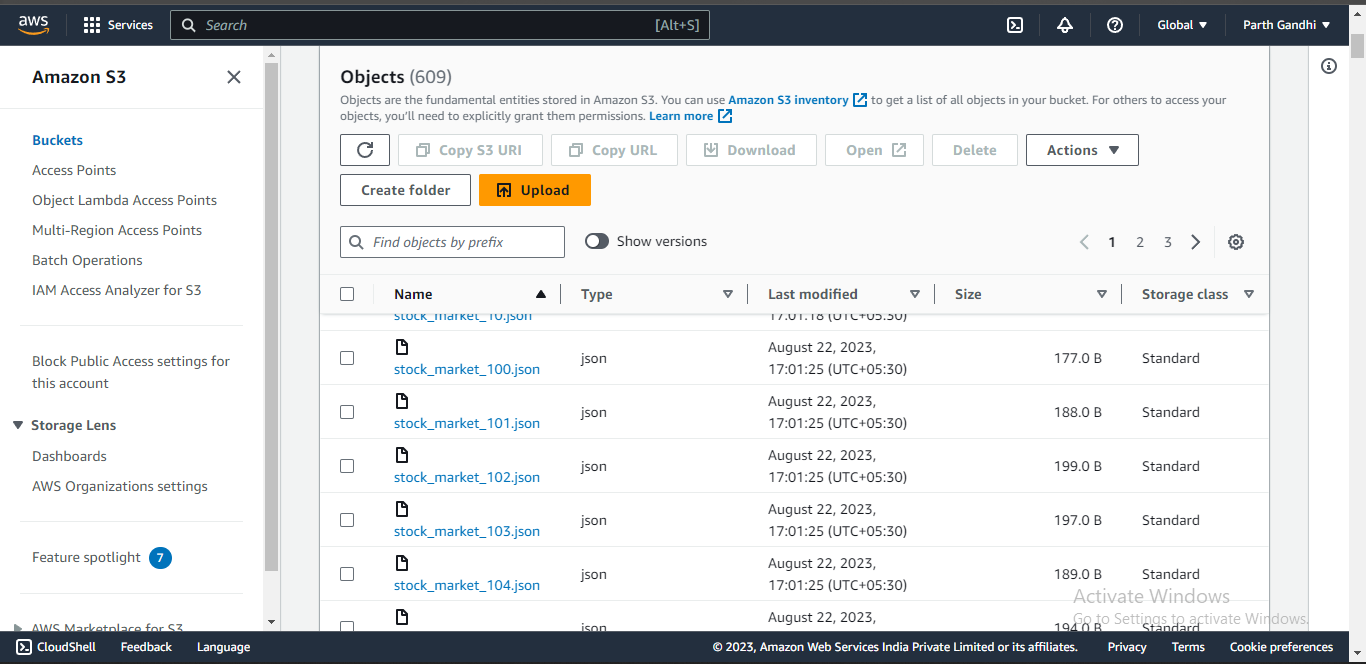 aws Services Search [Alt+S] Global Parth Gandhi
Amazon S3
Buckets
Access Points
Object Lambda Access Points
Multi-Region Access Points
Batch Operations
IAM Access Analyzer for S3
Block Public Access settings for
this account
Storage Lens
Dashboards
AWS Organizations settings
Feature spotlight 7
AWS Marketplace for S3
Objects (609)
Objects are the fundamental entities stored in Amazon S3. You can use Amazon S3 inventory to get a list of all objects in your bucket. For others to access your
objects, you'll need to explicitly grant them permissions. Learn more
Copy S3 URI Copy URL Download Open Delete Actions
Create folder Upload
Find objects by prefix Show versions 1 2 3
Name Type Last modified Size Storage class
stock_market_10.json 17:01:18 (UTC+05:30)
August 22, 2023,
stock_market_100.json json 17:01:25 (UTC+05:30) 177.0 B Standard
August 22, 2023,
stock_market_101.json json 17:01:25 (UTC+05:30) 188.0 B Standard
August 22, 2023,
stock_market_102.json json 17:01:25 (UTC+05:30) 199.0 B Standard
August 22, 2023,
stock_market_103.json json 17:01:25 (UTC+05:30) 197.0 B Standard
August 22, 2023,
stock_market_104.json json 17:01:25 (UTC+05:30) 189.0 B Standard
August 22, 2023,
json 194.0 B
Activate Windows
Go to Settings to activate Windows.
CloudShell Feedback Language © 2023, Amazon Web Services India Private Limited or its affiliates. Privacy Terms Cookie preferences